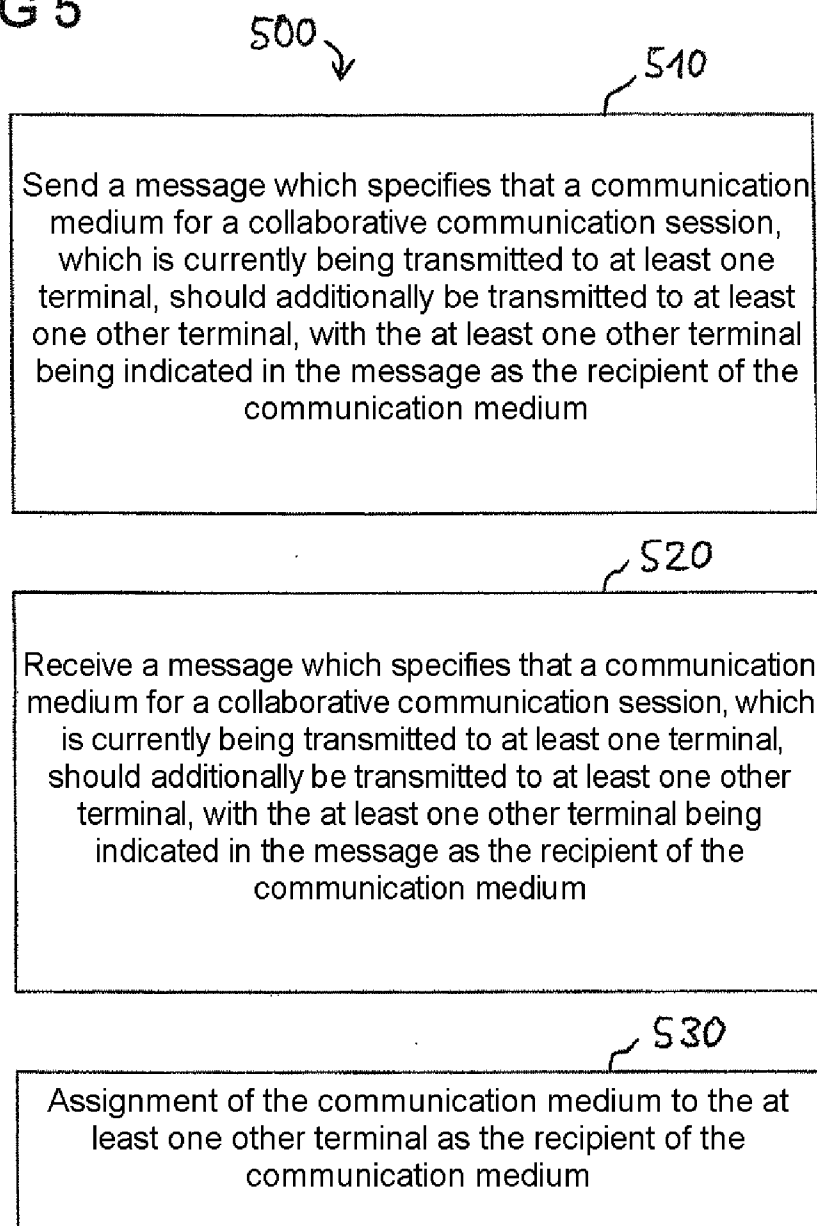 G 5
500
510
Send a message which specifies that a communication
medium for a collaborative communication session,
which is currently being transmitted to at least one
terminal, should additionally be transmitted to at least
one other terminal, with the at least one other terminal
being indicated in the message as the recipient of the
communication medium
520
Receive a message which specifies that a communication
medium for a collaborative communication session, which
is currently being transmitted to at least one terminal,
should additionally be transmitted to at least one other
terminal, with the at least one other terminal being
indicated in the message as the recipient of the
communication medium
530
Assignment of the communication medium to the at
least one other terminal as the recipient of the
communication medium